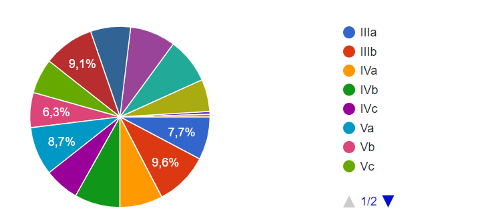 9,1%
6,3%
8,7%
7,7%
9,6%
IIIa
IIIb
IVa
IVb
IVc
Va
Vb
Vc
1/2